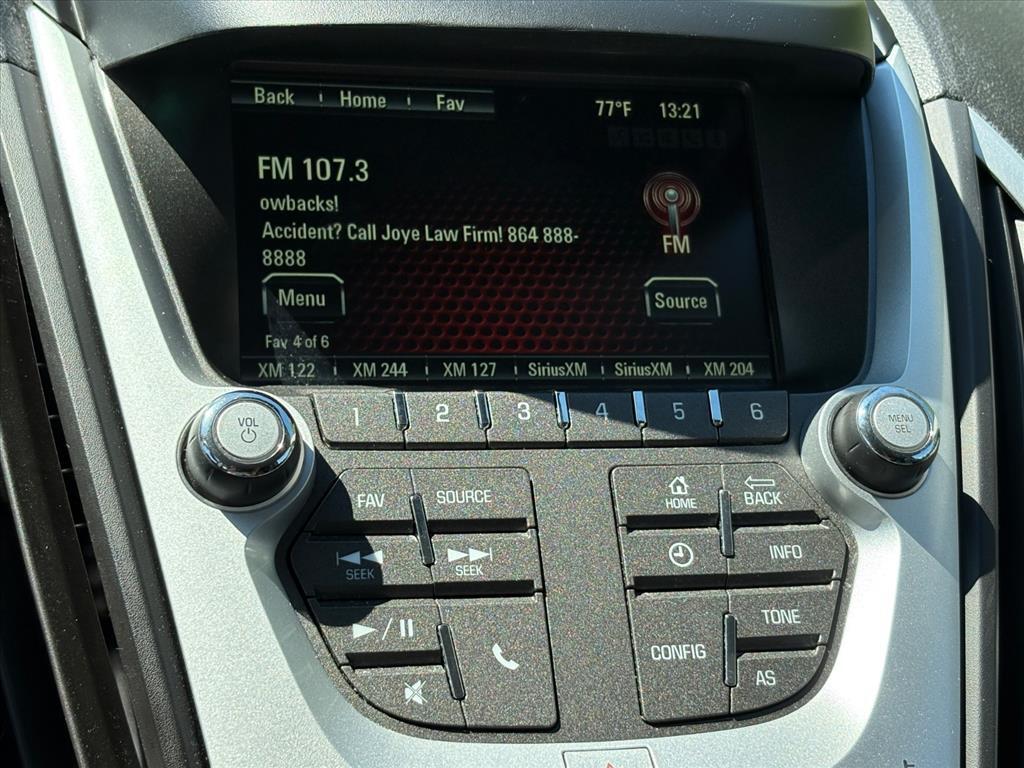 Back Home Fav 77°F 13:21
FM 107.3
owbacks!
Accident? Call Joye Law Firm! 864 888-
8888
FM
Menu Source
Fav 4 of 6
XM 122 XM 244 XM 127 SiriusXM SiriusXM XM 204
1 2 3 4 5 6
VOL
MENU
SEL
FAV SOURCE
HOME BACK
SEEK SEEK
INFO
TONE
CONFIG
AS